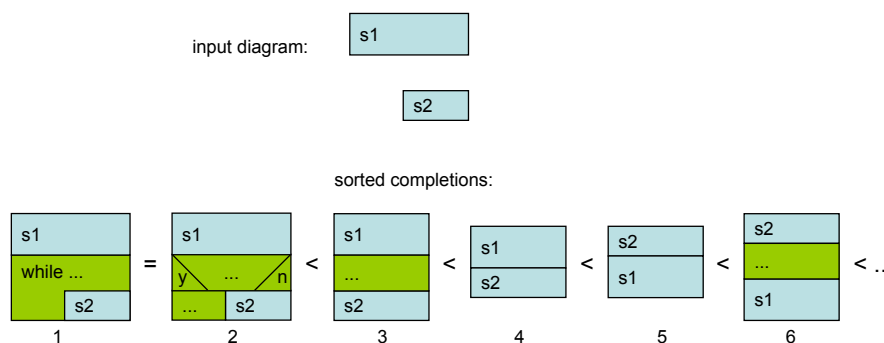 input diagram:
s1
s2
sorted completions:
s1
while ...
s2
1
=
s1
y ... n
... s2
2
<
s1
...
s2
3
<
s1
s2
4
<
s2
s1
5
<
s2
...
s1
6
< ...